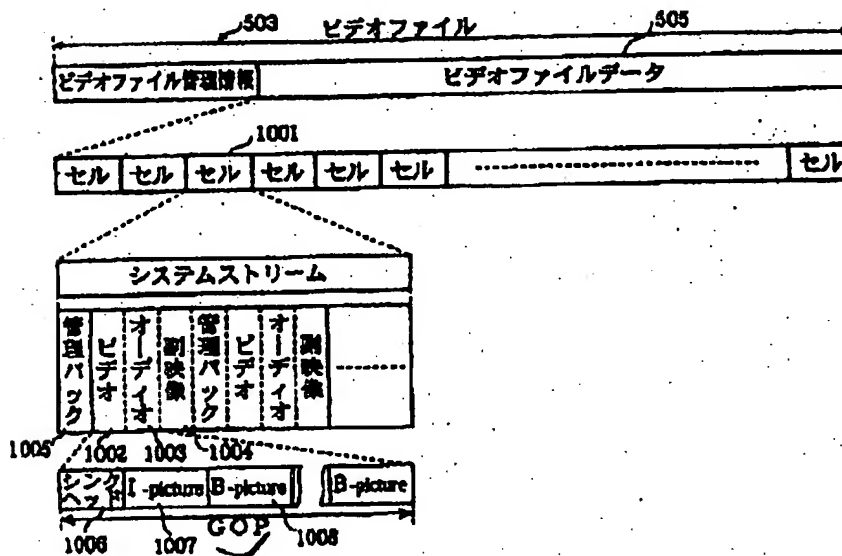 503 ビデオファイル 505
ビデオファイル管理情報 ビデオファイルデータ
1001
セル セル セル セル セル セル セル
システムストリーム
管理パック ビデオ オーディオ 副映像 管理パック ビデオ オーディオ 副映像
1005 1002 1003 1004
シンクヘッド I-picture B-picture B-picture
1006 1007 GOP 1008